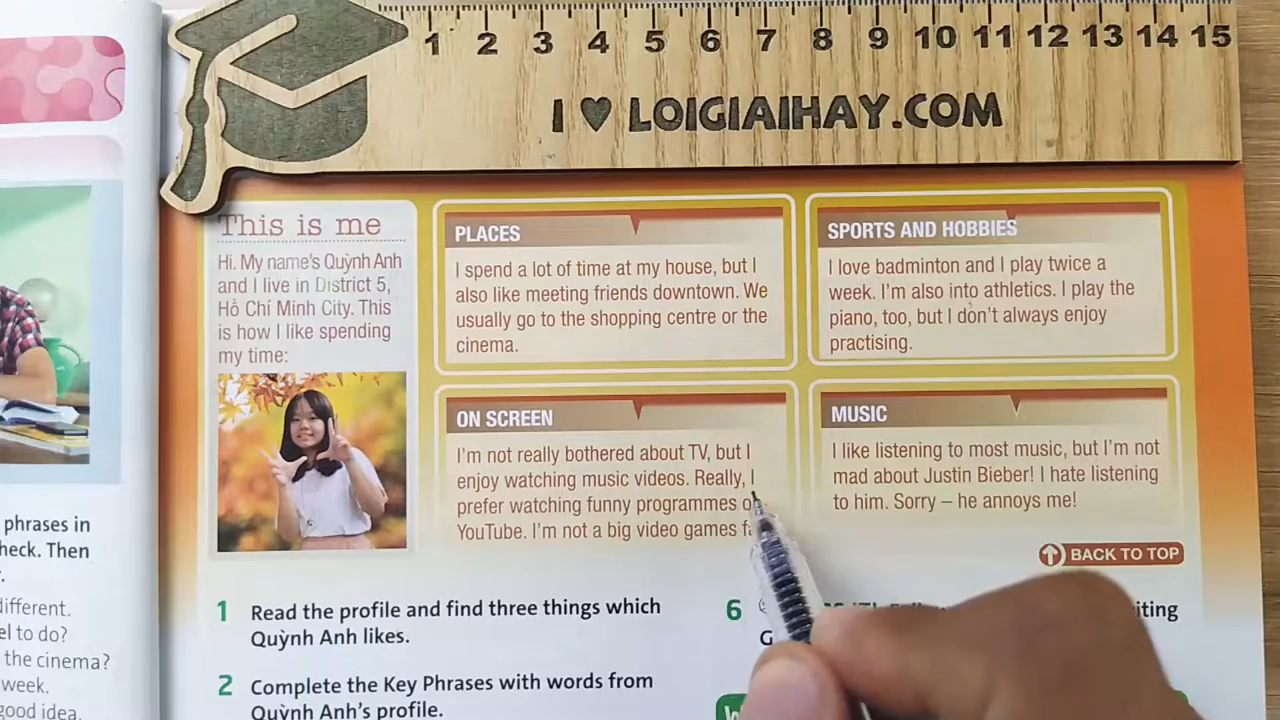 1 2 3 4 5 6 7 8 9 10 11 12 13 14 15
I ♥ LOIGIAIHAY.COM
This is me
Hi. My name's Quỳnh Anh
and I live in District 5,
Hồ Chí Minh City. This
is how I like spending
my time:
PLACES
I spend a lot of time at my house, but I
also like meeting friends downtown. We
usually go to the shopping centre or the
cinema.
SPORTS AND HOBBIES
I love badminton and I play twice a
week. I'm also into athletics. I play the
piano, too, but I don't always enjoy
practising.
ON SCREEN
I'm not really bothered about TV, but I
enjoy watching music videos. Really, I
prefer watching funny programmes
YouTube. I'm not a big video games
MUSIC
I like listening to most music, but I'm not
mad about Justin Bieber! I hate listening
to him. Sorry – he annoys me!
BACK TO TOP
phrases in
heck. Then
ifferent.
el to do?
the cinema?
week.
good idea.
1 Read the profile and find three things which
Quỳnh Anh likes.
2 Complete the Key Phrases with words from
Quỳnh Anh's profile.
6